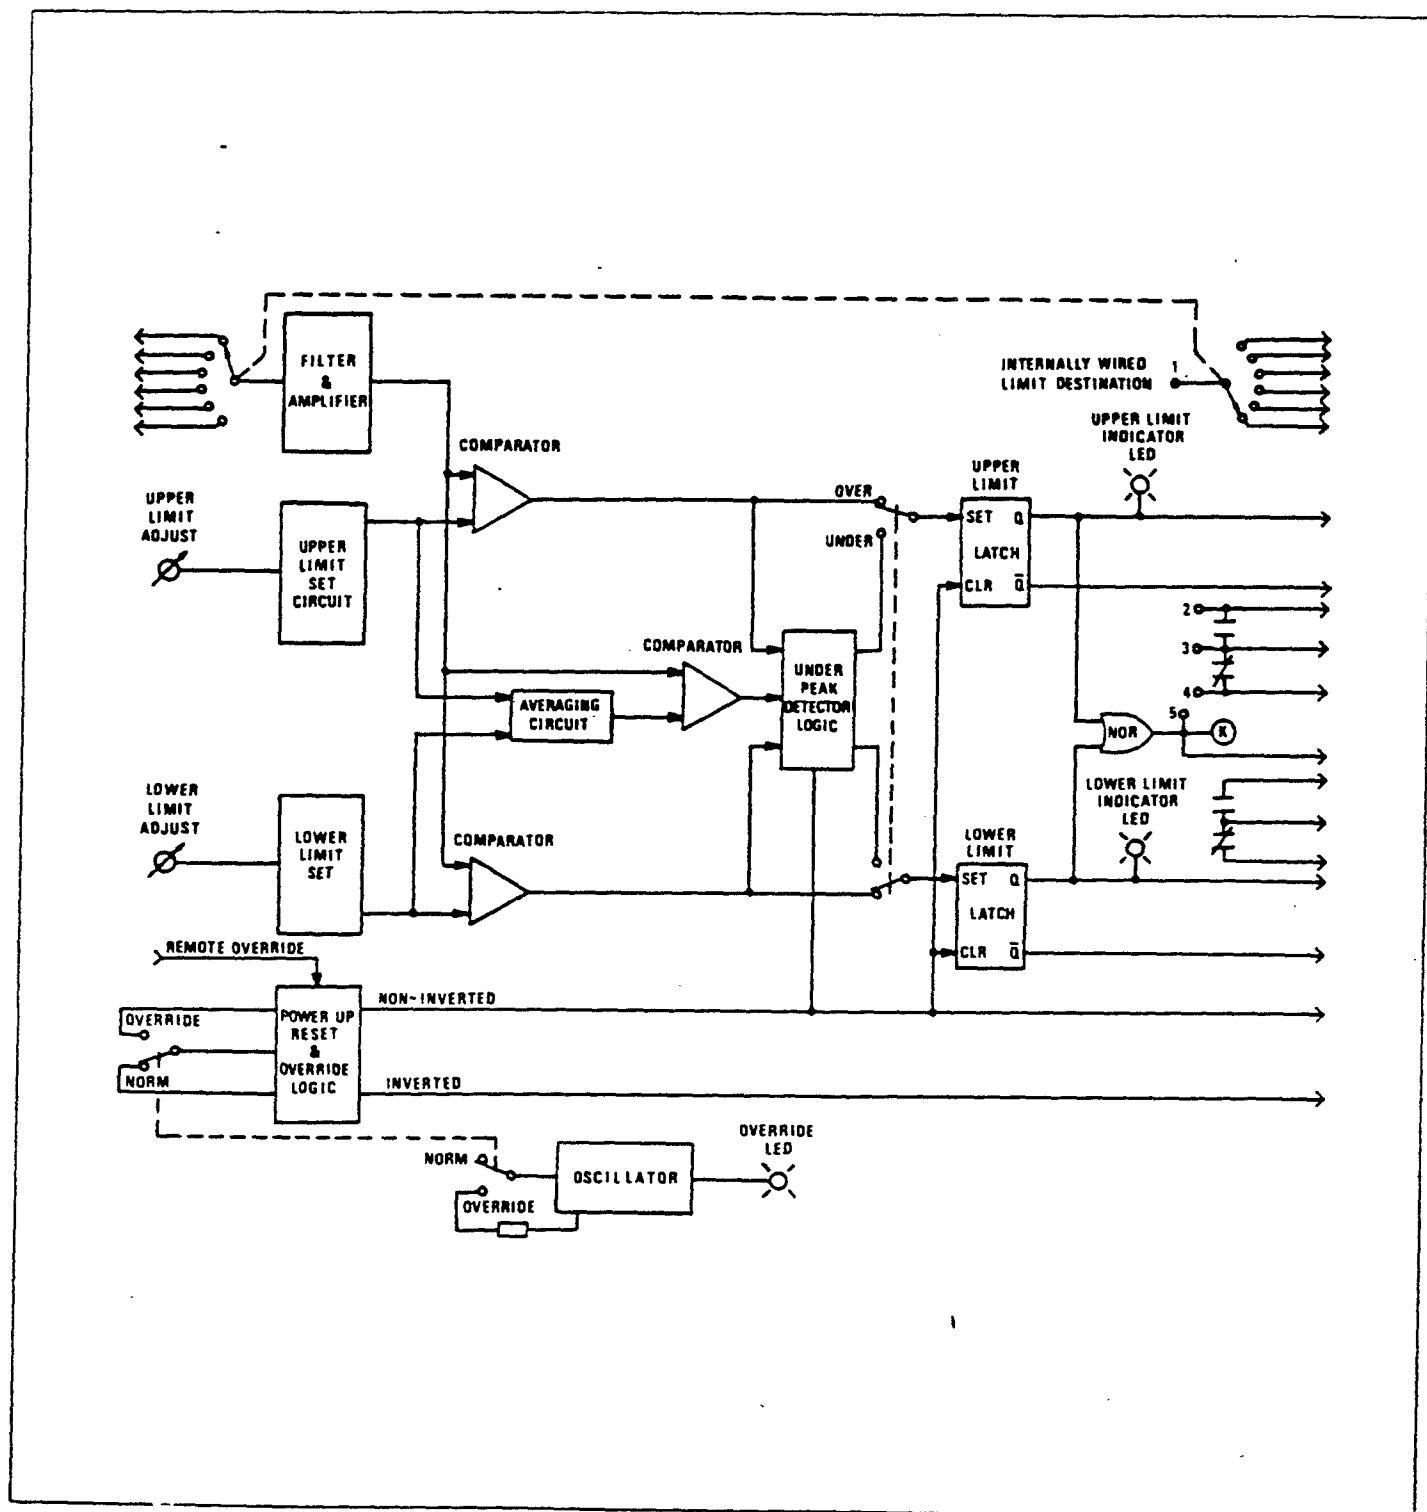 FILTER
&
AMPLIFIER
INTERNALLY WIRED
LIMIT DESTINATION
1
UPPER LIMIT
INDICATOR
LED
COMPARATOR
UPPER
LIMIT
ADJUST
UPPER
LIMIT
SET
CIRCUIT
OVER
UNDER
UPPER
LIMIT
SET Q
LATCH
CLR Q̅
2
3
4
5
COMPARATOR
AVERAGING
CIRCUIT
UNDER
PEAK
DETECTOR
LOGIC
NOR
K
LOWER
LIMIT
ADJUST
LOWER
LIMIT
SET
COMPARATOR
LOWER LIMIT
INDICATOR
LED
LOWER
LIMIT
SET Q
LATCH
CLR Q̅
REMOTE OVERRIDE
OVERRIDE
NORM
POWER UP
RESET
&
OVERRIDE
LOGIC
NON-INVERTED
INVERTED
NORM
OVERRIDE
OSCILLATOR
OVERRIDE
LED